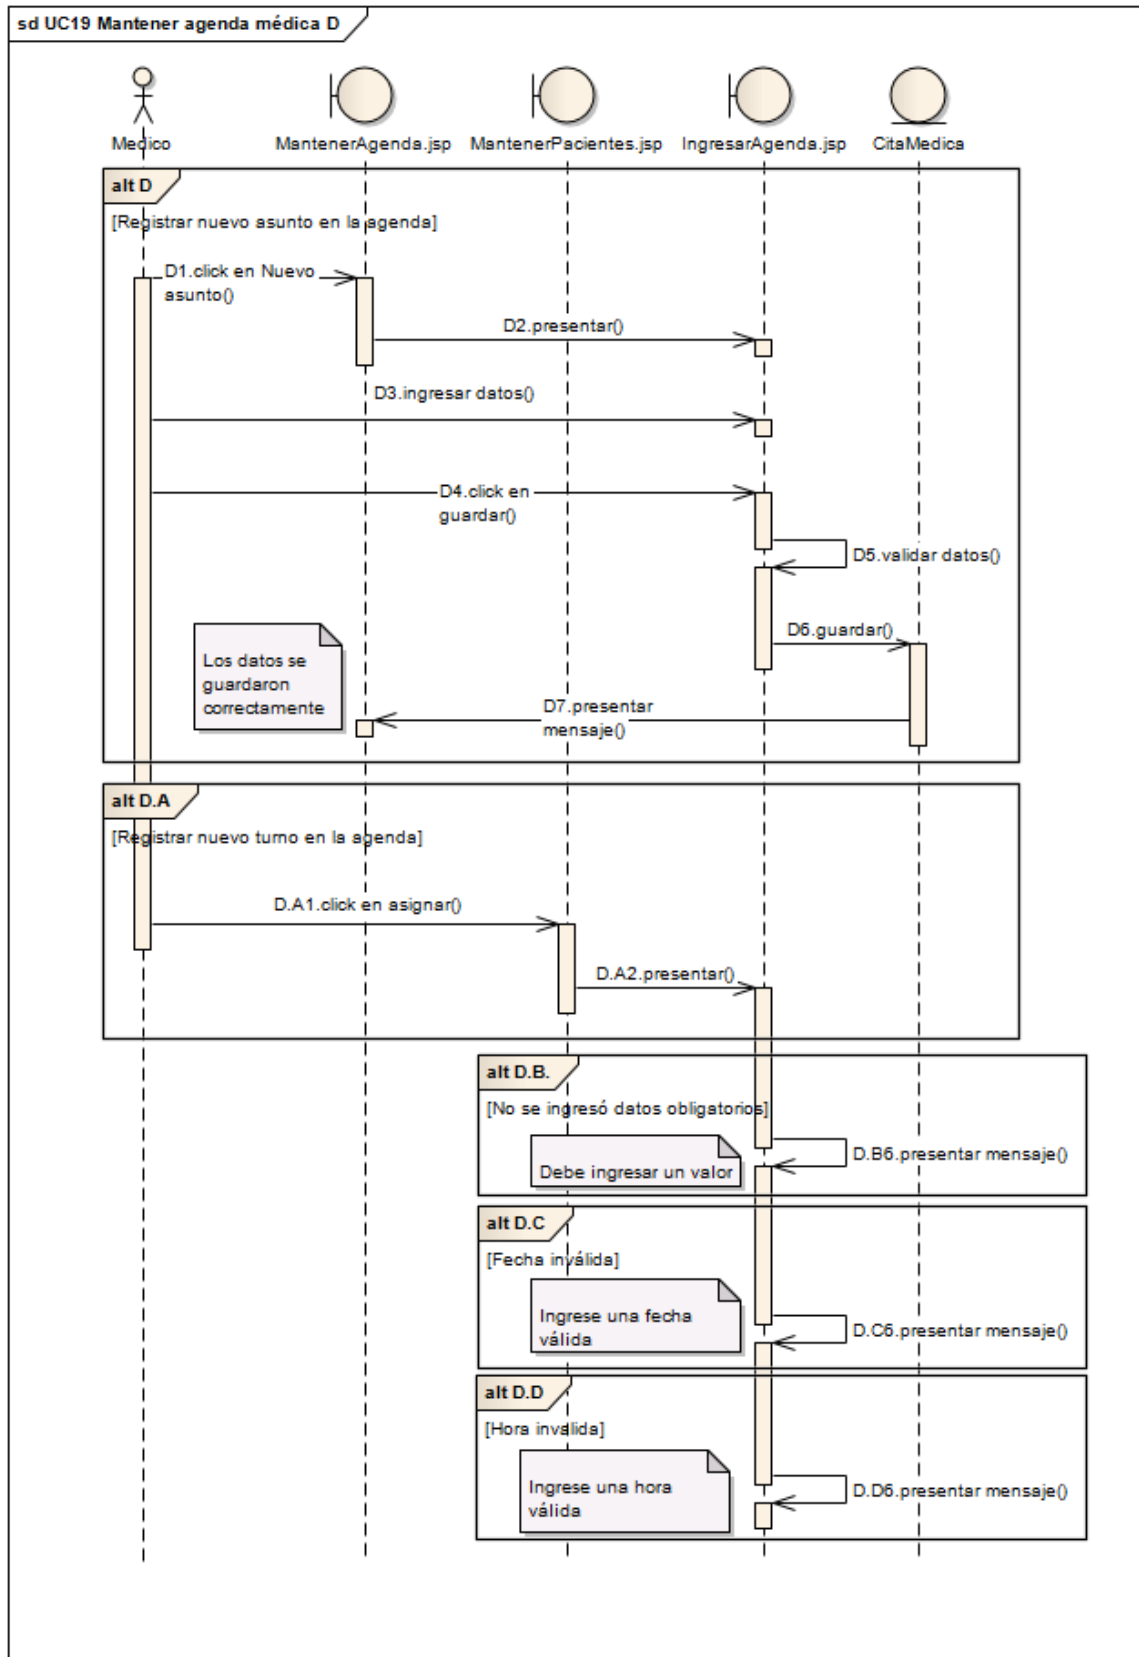 sd UC19 Mantener agenda médica D
Medico
MantenerAgenda.jsp
MantenerPacientes.jsp
IngresarAgenda.jsp
CitaMedica
alt D
[Registrar nuevo asunto en la agenda]
D1.click en Nuevo
asunto()
D2.presentar()
D3.ingresar datos()
D4.click en
guardar()
D5.validar datos()
D6.guardar()
Los datos se
guardaron
correctamente
D7.presentar
mensaje()
alt D.A
[Registrar nuevo turno en la agenda]
D.A1.click en asignar()
D.A2.presentar()
alt D.B.
[No se ingresó datos obligatorios]
Debe ingresar un valor
D.B6.presentar mensaje()
alt D.C
[Fecha inválida]
Ingrese una fecha
válida
D.C6.presentar mensaje()
alt D.D
[Hora invalida]
Ingrese una hora
válida
D.D6.presentar mensaje()